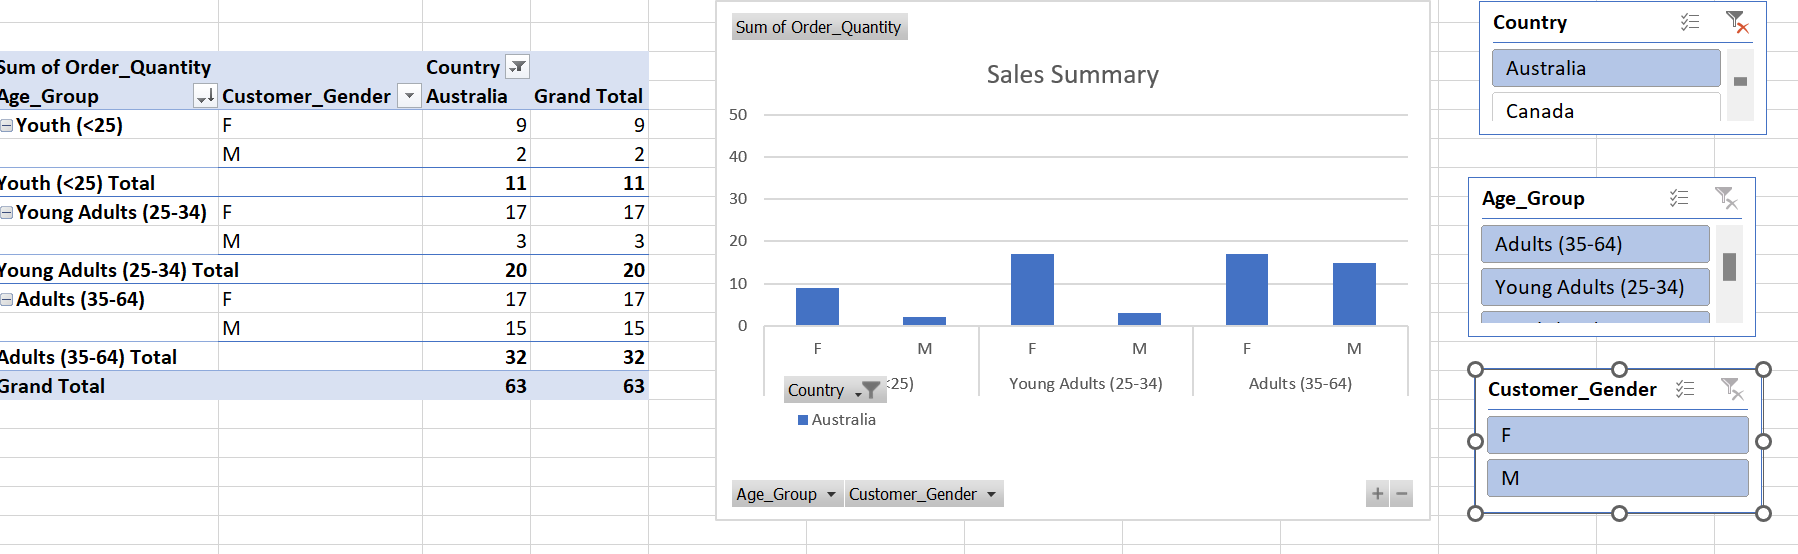 Sum of Order_Quantity Country
Age_Group Customer_Gender Australia Grand Total
Youth (<25) F 9 9
M 2 2
Youth (<25) Total 11 11
Young Adults (25-34) F 17 17
M 3 3
Young Adults (25-34) Total 20 20
Adults (35-64) F 17 17
M 15 15
Adults (35-64) Total 32 32
Grand Total 63 63
Sum of Order_Quantity
Sales Summary
50
40
30
20
10
0
F M F M F M
<25) Young Adults (25-34) Adults (35-64)
Country
Australia
Age_Group Customer_Gender + −
Country
Australia
Canada
Age_Group
Adults (35-64)
Young Adults (25-34)
Customer_Gender
F
M